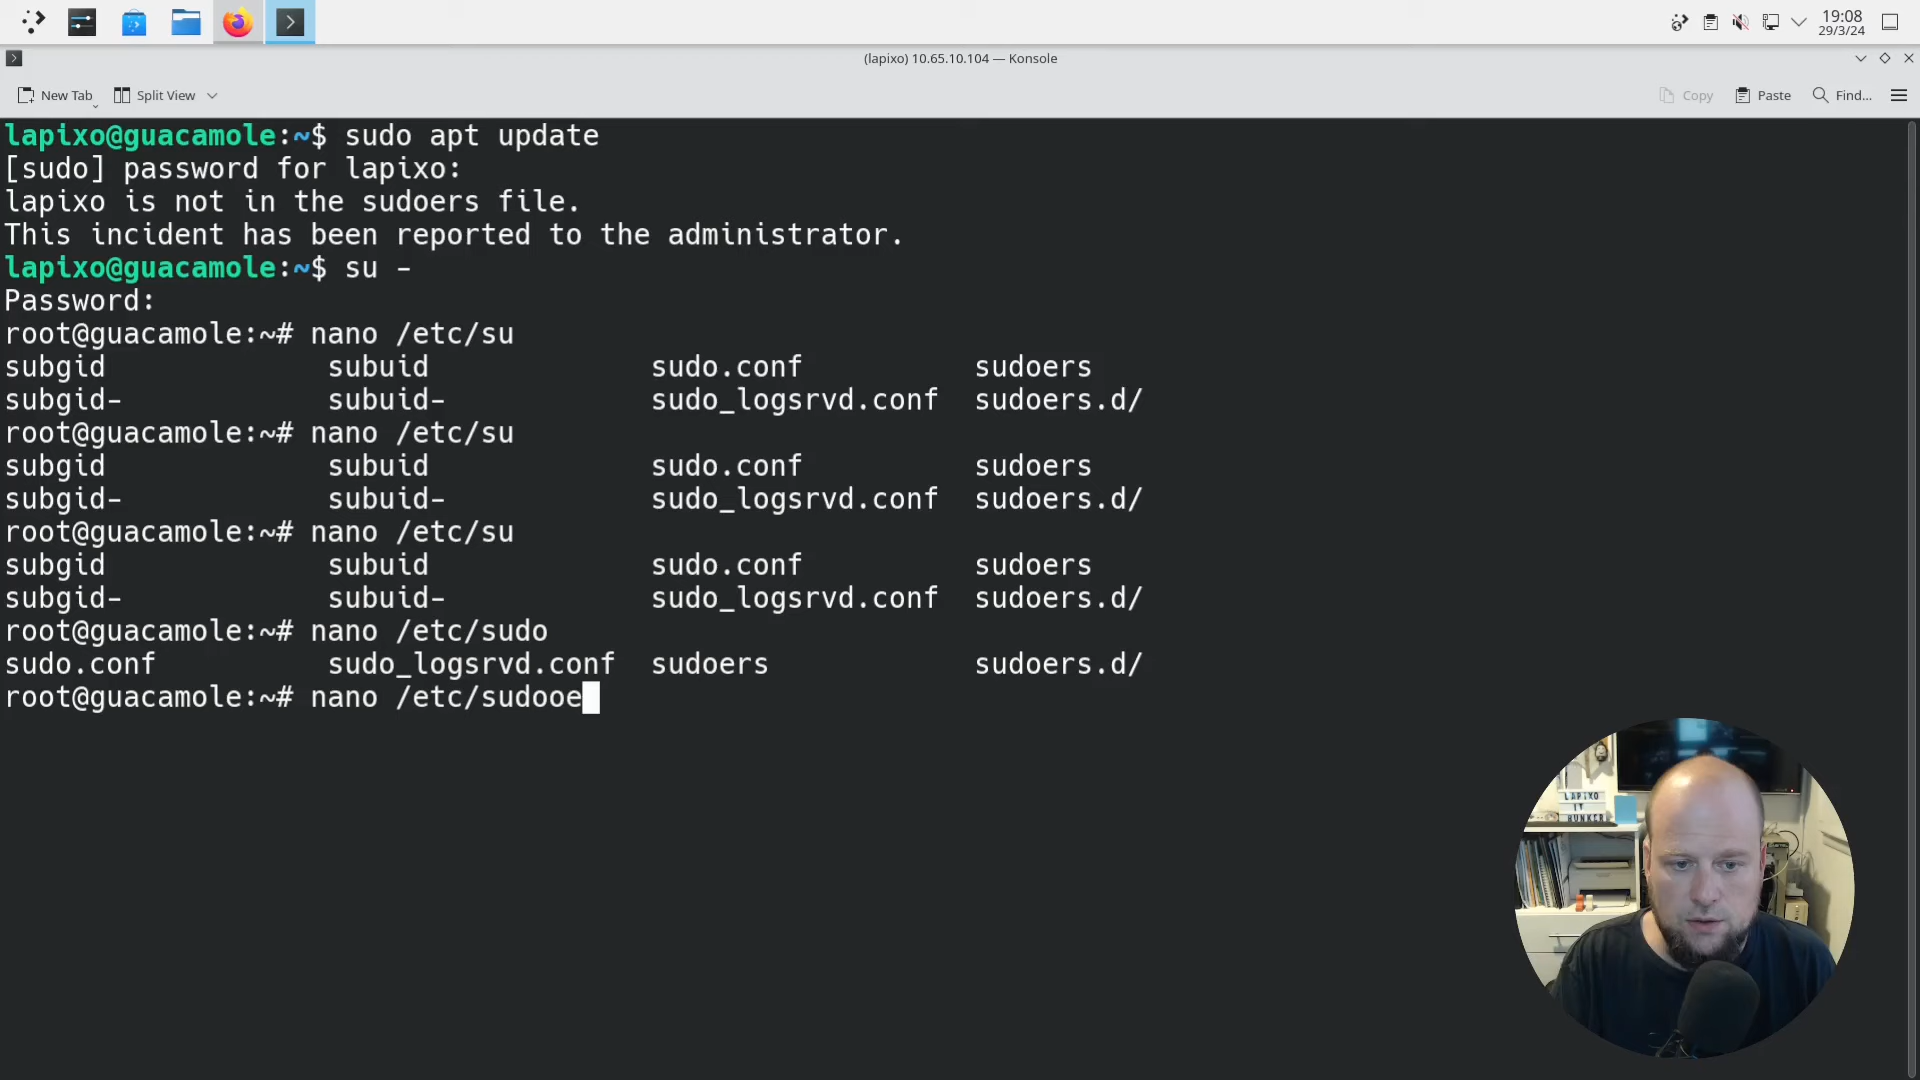 19:08
29/3/24
(lapixo) 10.65.10.104 — Konsole
New Tab Split View Copy Paste Find...
lapixo@guacamole:~$ sudo apt update
[sudo] password for lapixo:
lapixo is not in the sudoers file.
This incident has been reported to the administrator.
lapixo@guacamole:~$ su -
Password:
root@guacamole:~# nano /etc/su
subgid subuid sudo.conf sudoers
subgid- subuid- sudo_logsrvd.conf sudoers.d/
root@guacamole:~# nano /etc/su
subgid subuid sudo.conf sudoers
subgid- subuid- sudo_logsrvd.conf sudoers.d/
root@guacamole:~# nano /etc/su
subgid subuid sudo.conf sudoers
subgid- subuid- sudo_logsrvd.conf sudoers.d/
root@guacamole:~# nano /etc/sudo
sudo.conf sudo_logsrvd.conf sudoers sudoers.d/
root@guacamole:~# nano /etc/sudooe
LAPIXO
IT
BUNKER